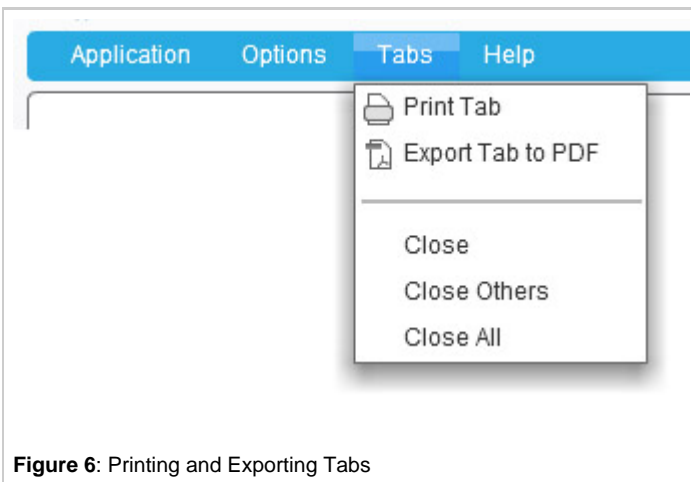 Application Options Tabs Help
Print Tab
Export Tab to PDF
Close
Close Others
Close All
Figure 6: Printing and Exporting Tabs